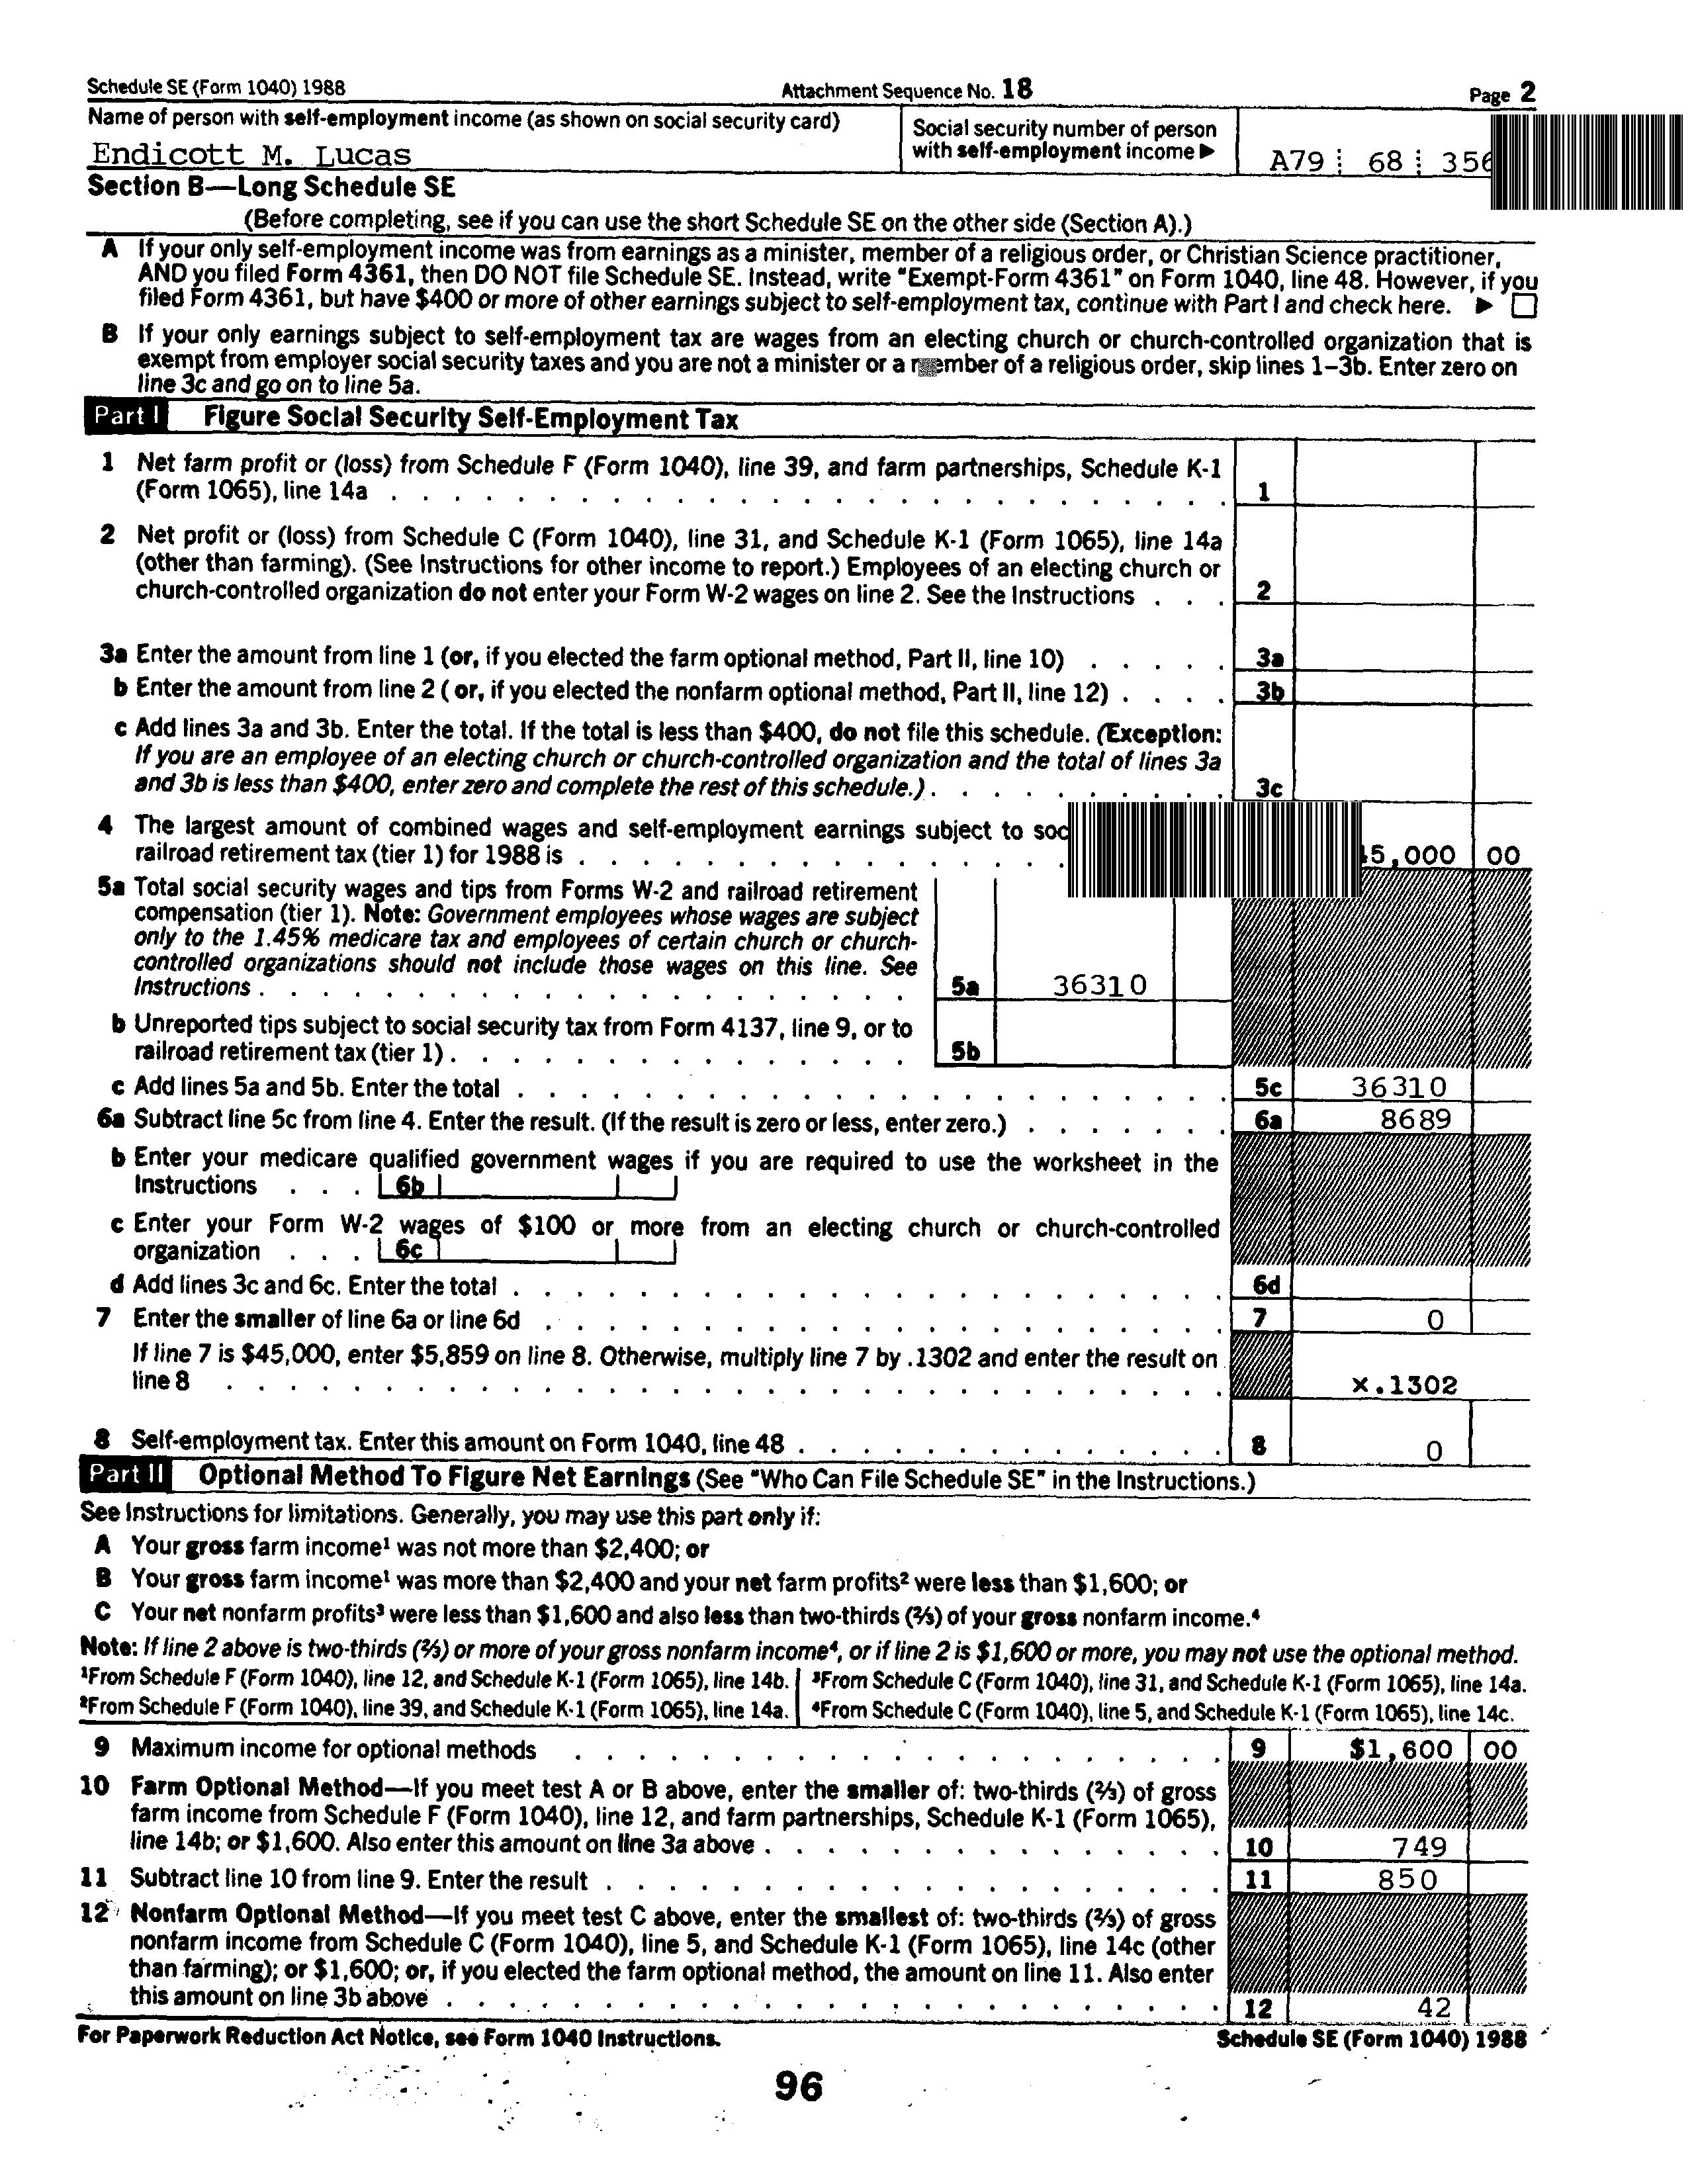 Schedule SE (Form 1040) 1988 Attachment Sequence No. 18 Page 2
Name of person with self-employment income (as shown on social security card)
Social security number of person
with self-employment income ▶
Endicott M. Lucas
A79 68 356
Section B—Long Schedule SE
(Before completing, see if you can use the short Schedule SE on the other side (Section A).)
A If your only self-employment income was from earnings as a minister, member of a religious order, or Christian Science practitioner,
AND you filed Form 4361, then DO NOT file Schedule SE. Instead, write "Exempt-Form 4361" on Form 1040, line 48. However, if you
filed Form 4361, but have $400 or more of other earnings subject to self-employment tax, continue with Part I and check here. ▶ ☐
B If your only earnings subject to self-employment tax are wages from an electing church or church-controlled organization that is
exempt from employer social security taxes and you are not a minister or a member of a religious order, skip lines 1–3b. Enter zero on
line 3c and go on to line 5a.
Part I Figure Social Security Self-Employment Tax
1 Net farm profit or (loss) from Schedule F (Form 1040), line 39, and farm partnerships, Schedule K-1
(Form 1065), line 14a . . . 1
2 Net profit or (loss) from Schedule C (Form 1040), line 31, and Schedule K-1 (Form 1065), line 14a
(other than farming). (See Instructions for other income to report.) Employees of an electing church or
church-controlled organization do not enter your Form W-2 wages on line 2. See the Instructions . . . 2
3a Enter the amount from line 1 (or, if you elected the farm optional method, Part II, line 10) . . . 3a
b Enter the amount from line 2 ( or, if you elected the nonfarm optional method, Part II, line 12) . . . 3b
c Add lines 3a and 3b. Enter the total. If the total is less than $400, do not file this schedule. (Exception:
If you are an employee of an electing church or church-controlled organization and the total of lines 3a
and 3b is less than $400, enter zero and complete the rest of this schedule.) . . . 3c
4 The largest amount of combined wages and self-employment earnings subject to soc
railroad retirement tax (tier 1) for 1988 is . . . 5,000 00
5a Total social security wages and tips from Forms W-2 and railroad retirement
compensation (tier 1). Note: Government employees whose wages are subject
only to the 1.45% medicare tax and employees of certain church or church-
controlled organizations should not include those wages on this line. See
Instructions . . . 5a 36310
b Unreported tips subject to social security tax from Form 4137, line 9, or to
railroad retirement tax (tier 1) . . . 5b
c Add lines 5a and 5b. Enter the total . . . 5c 36310
6a Subtract line 5c from line 4. Enter the result. (If the result is zero or less, enter zero.) . . . 6a 8689
b Enter your medicare qualified government wages if you are required to use the worksheet in the
Instructions . . . 6b
c Enter your Form W-2 wages of $100 or more from an electing church or church-controlled
organization . . . 6c
d Add lines 3c and 6c. Enter the total . . . 6d
7 Enter the smaller of line 6a or line 6d . . . 7 0
If line 7 is $45,000, enter $5,859 on line 8. Otherwise, multiply line 7 by .1302 and enter the result on
line 8 . . . ×.1302
8 Self-employment tax. Enter this amount on Form 1040, line 48 . . . 8 0
Part II Optional Method To Figure Net Earnings (See "Who Can File Schedule SE" in the Instructions.)
See Instructions for limitations. Generally, you may use this part only if:
A Your gross farm income¹ was not more than $2,400; or
B Your gross farm income¹ was more than $2,400 and your net farm profits² were less than $1,600; or
C Your net nonfarm profits³ were less than $1,600 and also less than two-thirds (⅔) of your gross nonfarm income.⁴
Note: If line 2 above is two-thirds (⅔) or more of your gross nonfarm income⁴, or if line 2 is $1,600 or more, you may not use the optional method.
¹From Schedule F (Form 1040), line 12, and Schedule K-1 (Form 1065), line 14b. ³From Schedule C (Form 1040), line 31, and Schedule K-1 (Form 1065), line 14a.
²From Schedule F (Form 1040), line 39, and Schedule K-1 (Form 1065), line 14a. ⁴From Schedule C (Form 1040), line 5, and Schedule K-1 (Form 1065), line 14c.
9 Maximum income for optional methods . . . 9 $1,600 00
10 Farm Optional Method—If you meet test A or B above, enter the smaller of: two-thirds (⅔) of gross
farm income from Schedule F (Form 1040), line 12, and farm partnerships, Schedule K-1 (Form 1065),
line 14b; or $1,600. Also enter this amount on line 3a above . . . 10 749
11 Subtract line 10 from line 9. Enter the result . . . 11 850
12 Nonfarm Optional Method—If you meet test C above, enter the smallest of: two-thirds (⅔) of gross
nonfarm income from Schedule C (Form 1040), line 5, and Schedule K-1 (Form 1065), line 14c (other
than farming); or $1,600; or, if you elected the farm optional method, the amount on line 11. Also enter
this amount on line 3b above . . . 12 42
For Paperwork Reduction Act Notice, see Form 1040 Instructions. Schedule SE (Form 1040) 1988
96